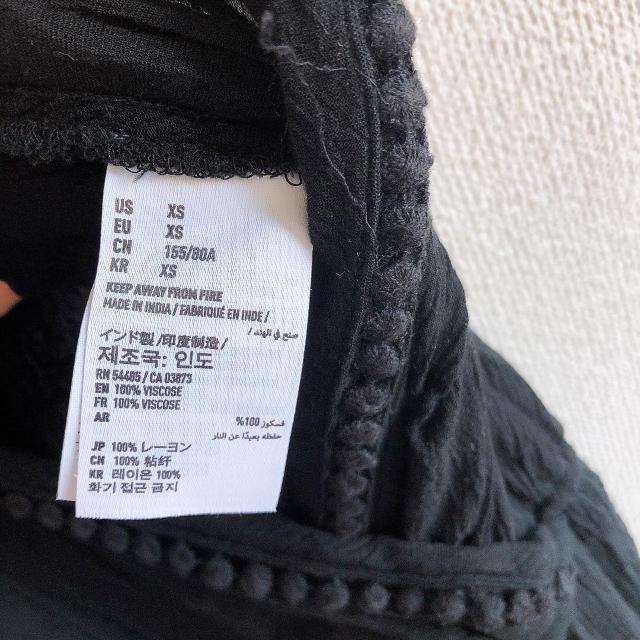 US XS
EU XS
CN 155/80A
KR XS
KEEP AWAY FROM FIRE
MADE IN INDIA / FABRIQUÉ EN INDE /
صنع في الهند /
インド製 /印度制造 /
제조국: 인도
RN 54485 / CA 03873
EN 100% VISCOSE
FR 100% VISCOSE
AR فسكوز 100%
حفظه بعيدًا عن النار
JP 100% レーヨン
CN 100% 粘纤
KR 레이온 100%
화기 접근 금지